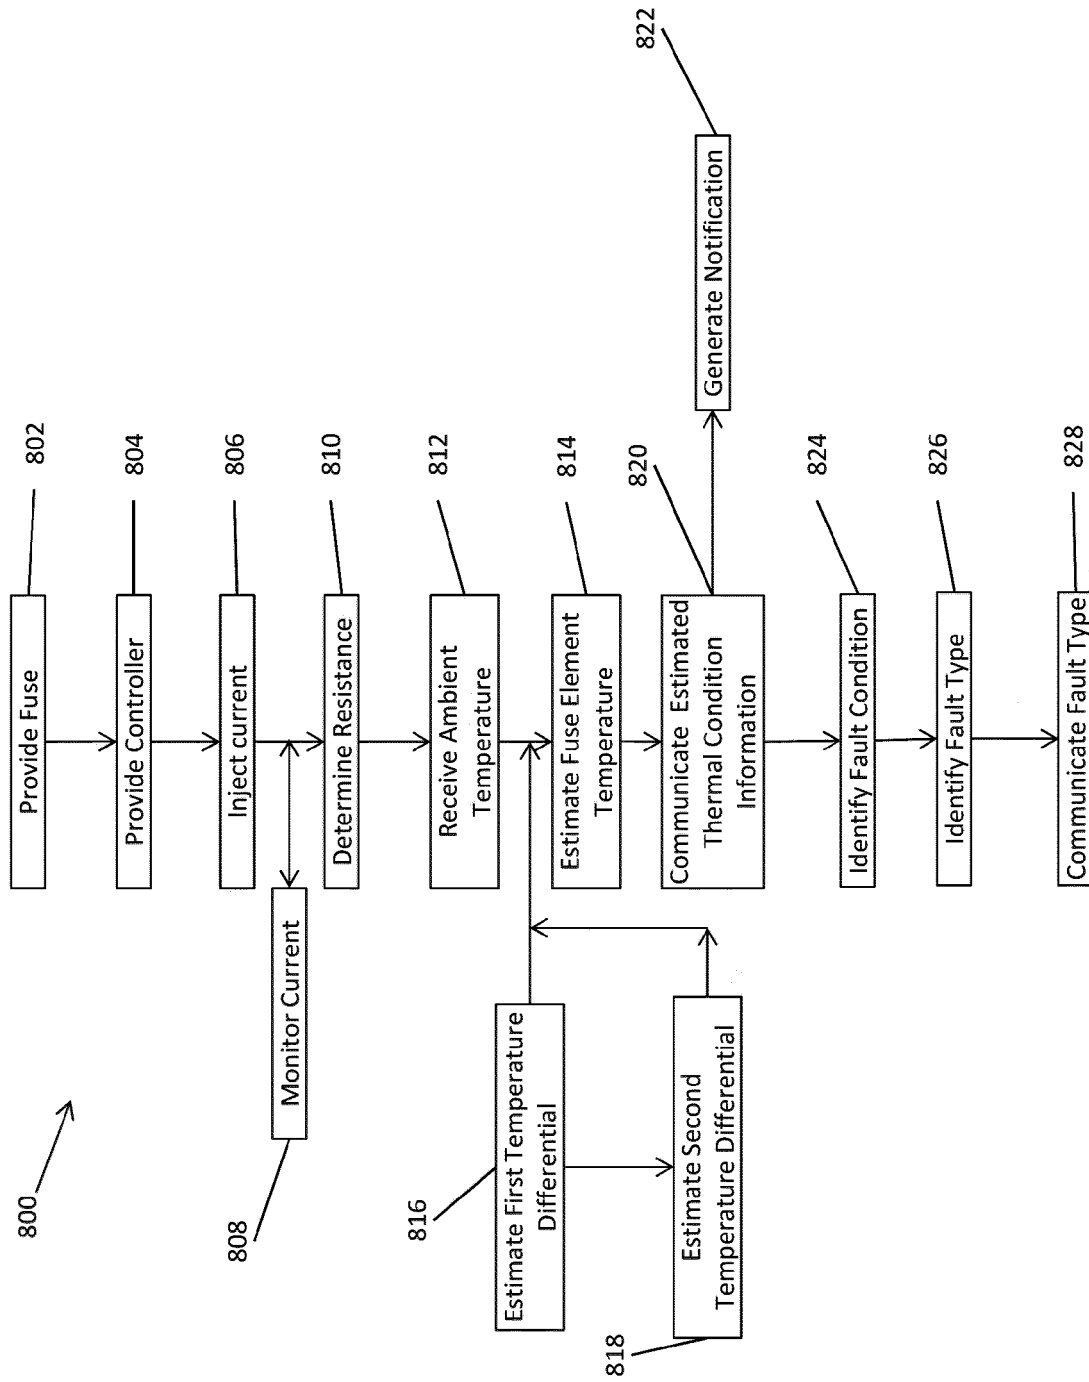 800
Provide Fuse
802
Provide Controller
804
Inject current
806
Monitor Current
808
Determine Resistance
810
Receive Ambient
Temperature
812
Estimate First Temperature
Differential
816
Estimate Fuse Element
Temperature
814
Estimate Second
Temperature Differential
818
Communicate Estimated
Thermal Condition
Information
820
Generate Notification
822
Identify Fault Condition
824
Identify Fault Type
826
Communicate Fault Type
828